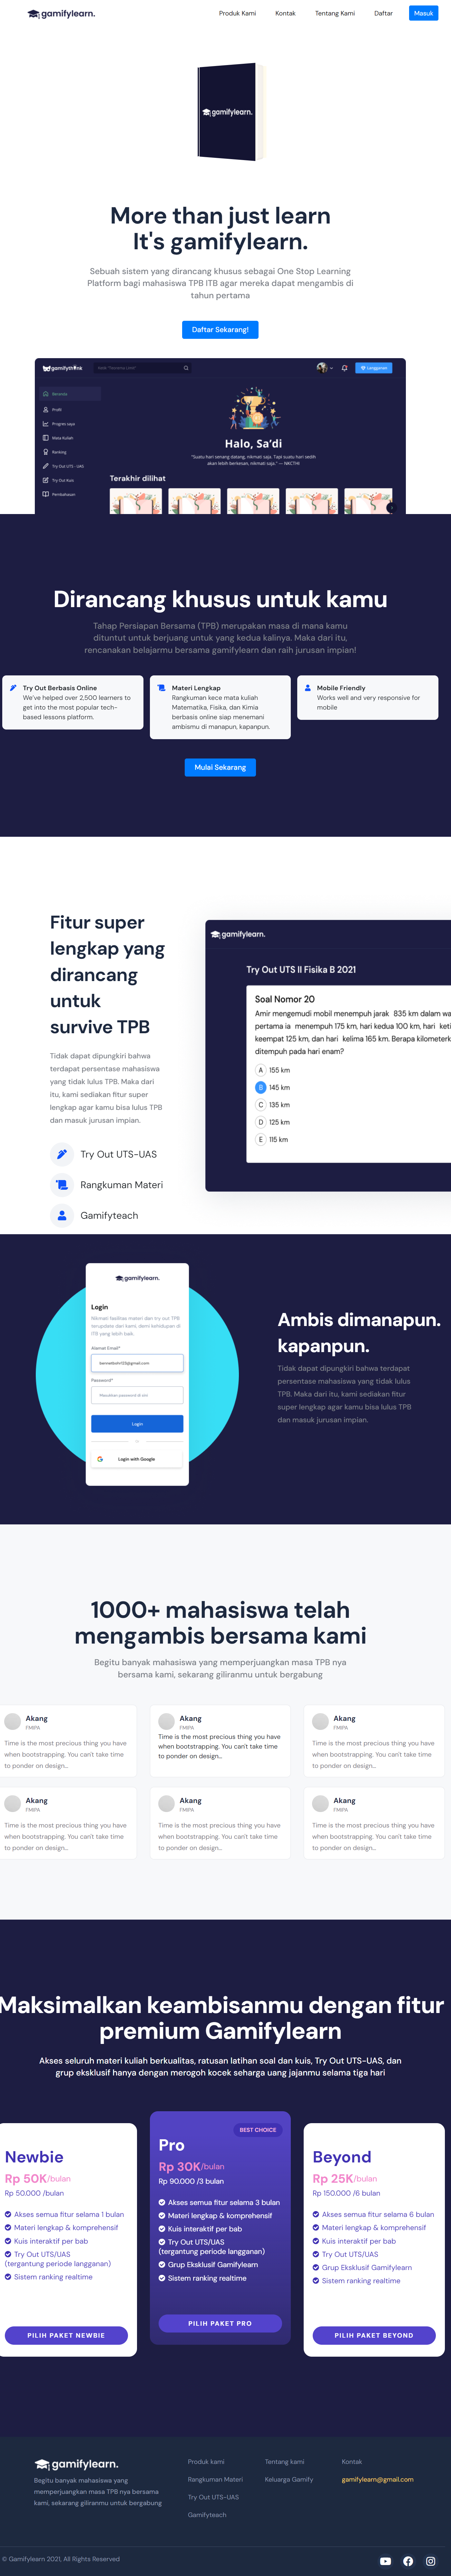 gamifylearn.
Produk Kami
Kontak
Tentang Kami
Daftar
Masuk
gamifylearn.
More than just learn
It's gamifylearn.
Sebuah sistem yang dirancang khusus sebagai One Stop Learning
Platform bagi mahasiswa TPB ITB agar mereka dapat mengambis di
tahun pertama
Daftar Sekarang!
Langganan
Beranda
Profil
Progres saya
Mata Kuliah
Ranking
Try Out UTS - UAS
Try Out Kuis
Pembahasan
Halo, Sa'di
"Suatu hari senang datang, nikmati saja. Tapi suatu hari sedih
akan lebih berkesan, nikmati saja." — NKCTHI
Terakhir dilihat
Dirancang khusus untuk kamu
Tahap Persiapan Bersama (TPB) merupakan masa di mana kamu
dituntut untuk berjuang untuk yang kedua kalinya. Maka dari itu,
rencanakan belajarmu bersama gamifylearn dan raih jurusan impian!
Try Out Berbasis Online
We've helped over 2,500 learners to
get into the most popular tech-
based lessons platform.
Materi Lengkap
Rangkuman kece mata kuliah
Matematika, Fisika, dan Kimia
berbasis online siap menemani
ambismu di manapun, kapanpun.
Mobile Friendly
Works well and very responsive for
mobile
Mulai Sekarang
Fitur super
lengkap yang
dirancang
untuk
survive TPB
Tidak dapat dipungkiri bahwa
terdapat persentase mahasiswa
yang tidak lulus TPB. Maka dari
itu, kami sediakan fitur super
lengkap agar kamu bisa lulus TPB
dan masuk jurusan impian.
Try Out UTS-UAS
Rangkuman Materi
Gamifyteach
gamifylearn.
Try Out UTS II Fisika B 2021
Soal Nomor 20
Amir mengemudi mobil menempuh jarak 835 km dalam wa
pertama ia menempuh 175 km, hari kedua 100 km, hari keti
keempat 125 km, dan hari kelima 165 km. Berapa kilometerk
ditempuh pada hari enam?
A 155 km
B 145 km
C 135 km
D 125 km
E 115 km
gamifylearn.
Login
Nikmati fasilitas materi dan try out TPB
terupdate dari kami, demi kehidupan di
ITB yang lebih baik.
Alamat Email*
Password*
Masukkan password di sini
Login
Login with Google
Ambis dimanapun.
kapanpun.
Tidak dapat dipungkiri bahwa terdapat
persentase mahasiswa yang tidak lulus
TPB. Maka dari itu, kami sediakan fitur
super lengkap agar kamu bisa lulus TPB
dan masuk jurusan impian.
1000+ mahasiswa telah
mengambis bersama kami
Begitu banyak mahasiswa yang memperjuangkan masa TPB nya
bersama kami, sekarang giliranmu untuk bergabung
Akang
FMIPA
Time is the most precious thing you have
when bootstrapping. You can't take time
to ponder on design...
Akang
FMIPA
Time is the most precious thing you have
when bootstrapping. You can't take time
to ponder on design...
Akang
FMIPA
Time is the most precious thing you have
when bootstrapping. You can't take time
to ponder on design...
Akang
FMIPA
Time is the most precious thing you have
when bootstrapping. You can't take time
to ponder on design...
Akang
FMIPA
Time is the most precious thing you have
when bootstrapping. You can't take time
to ponder on design...
Akang
FMIPA
Time is the most precious thing you have
when bootstrapping. You can't take time
to ponder on design...
Maksimalkan keambisanmu dengan fitur
premium Gamifylearn
Akses seluruh materi kuliah berkualitas, ratusan latihan soal dan kuis, Try Out UTS-UAS, dan
grup eksklusif hanya dengan merogoh kocek seharga uang jajanmu selama tiga hari
Newbie
Rp 50K/bulan
Rp 50.000 /bulan
Akses semua fitur selama 1 bulan
Materi lengkap & komprehensif
Kuis interaktif per bab
Try Out UTS/UAS
(tergantung periode langganan)
Sistem ranking realtime
PILIH PAKET NEWBIE
BEST CHOICE
Pro
Rp 30K/bulan
Rp 90.000 /3 bulan
Akses semua fitur selama 3 bulan
Materi lengkap & komprehensif
Kuis interaktif per bab
Try Out UTS/UAS
(tergantung periode langganan)
Grup Eksklusif Gamifylearn
Sistem ranking realtime
PILIH PAKET PRO
Beyond
Rp 25K/bulan
Rp 150.000 /6 bulan
Akses semua fitur selama 6 bulan
Materi lengkap & komprehensif
Kuis interaktif per bab
Try Out UTS/UAS
Grup Eksklusif Gamifylearn
Sistem ranking realtime
PILIH PAKET BEYOND
gamifylearn.
Begitu banyak mahasiswa yang
memperjuangkan masa TPB nya bersama
kami, sekarang giliranmu untuk bergabung
Produk kami
Rangkuman Materi
Try Out UTS-UAS
Gamifyteach
Tentang kami
Keluarga Gamify
Kontak
gamifylearn@gmail.com
© Gamifylearn 2021, All Rights Reserved